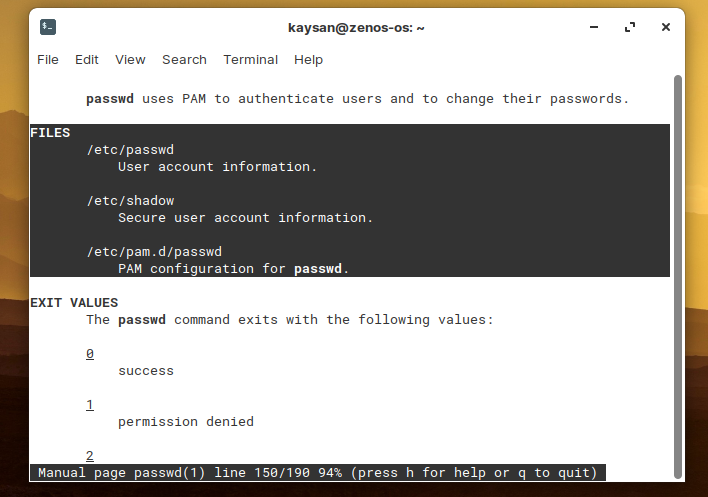 $_
kaysan@zenos-os: ~
File Edit View Search Terminal Help
passwd uses PAM to authenticate users and to change their passwords.
FILES
/etc/passwd
User account information.
/etc/shadow
Secure user account information.
/etc/pam.d/passwd
PAM configuration for passwd.
EXIT VALUES
The passwd command exits with the following values:
0
success
1
permission denied
2
Manual page passwd(1) line 150/190 94% (press h for help or q to quit)